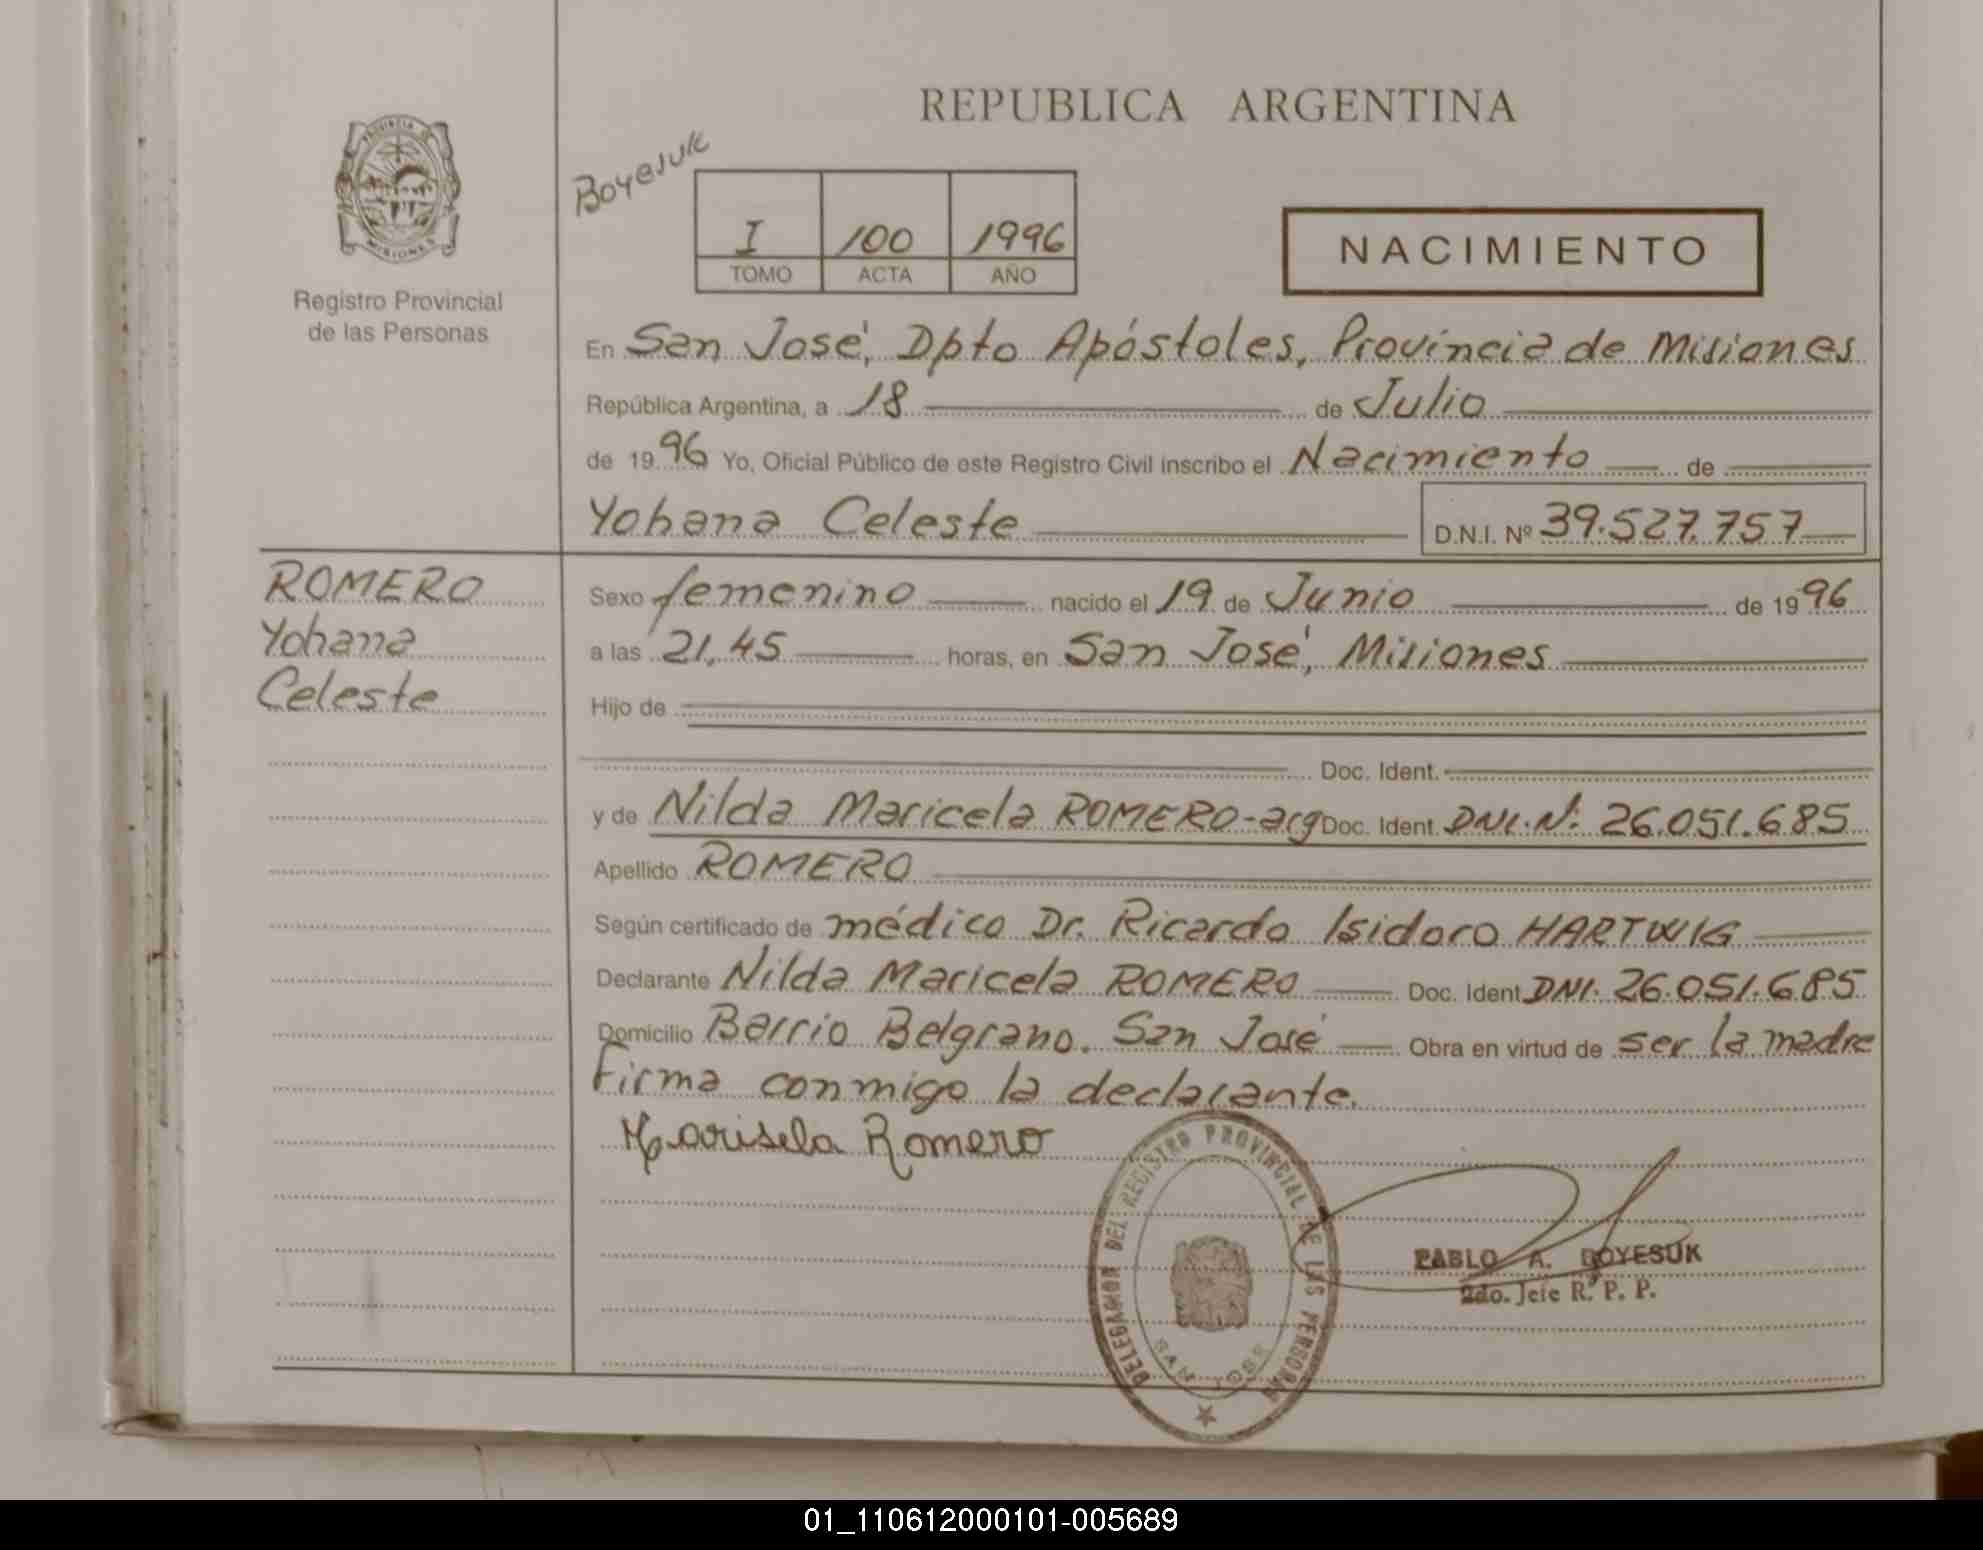 REPUBLICA ARGENTINA
PROVINCIA DE MISIONES
Registro Provincial
de las Personas
Boyesuk
I 100 1996
TOMO ACTA AÑO
NACIMIENTO
En San José, Dpto Apóstoles, Provincia de Misiones
República Argentina, a 18 de Julio
de 1996 Yo, Oficial Público de este Registro Civil inscribo el Nacimiento de
Yohana Celeste D.N.I. Nº 39.527.757
ROMERO
Yohana
Celeste
Sexo femenino nacido el 19 de Junio de 1996
a las 21,45 horas, en San José, Misiones
Hijo de
Doc. Ident.
y de Nilda Maricela ROMERO-arg Doc. Ident. DNI. Nº: 26.051.685
Apellido ROMERO
Según certificado de médico Dr. Ricardo Isidoro HARTWIG
Declarante Nilda Maricela ROMERO Doc. Ident DNI. 26.051.685
Domicilio Barrio Belgrano. San José Obra en virtud de ser la madre
Firma conmigo la declarante.
Marisela Romero
DELEGACION DEL REGISTRO PROVINCIAL DE LAS PERSONAS
SAN JOSE
PABLO A. BOYESUK
2do. Jefe R. P. P.
01_110612000101-005689